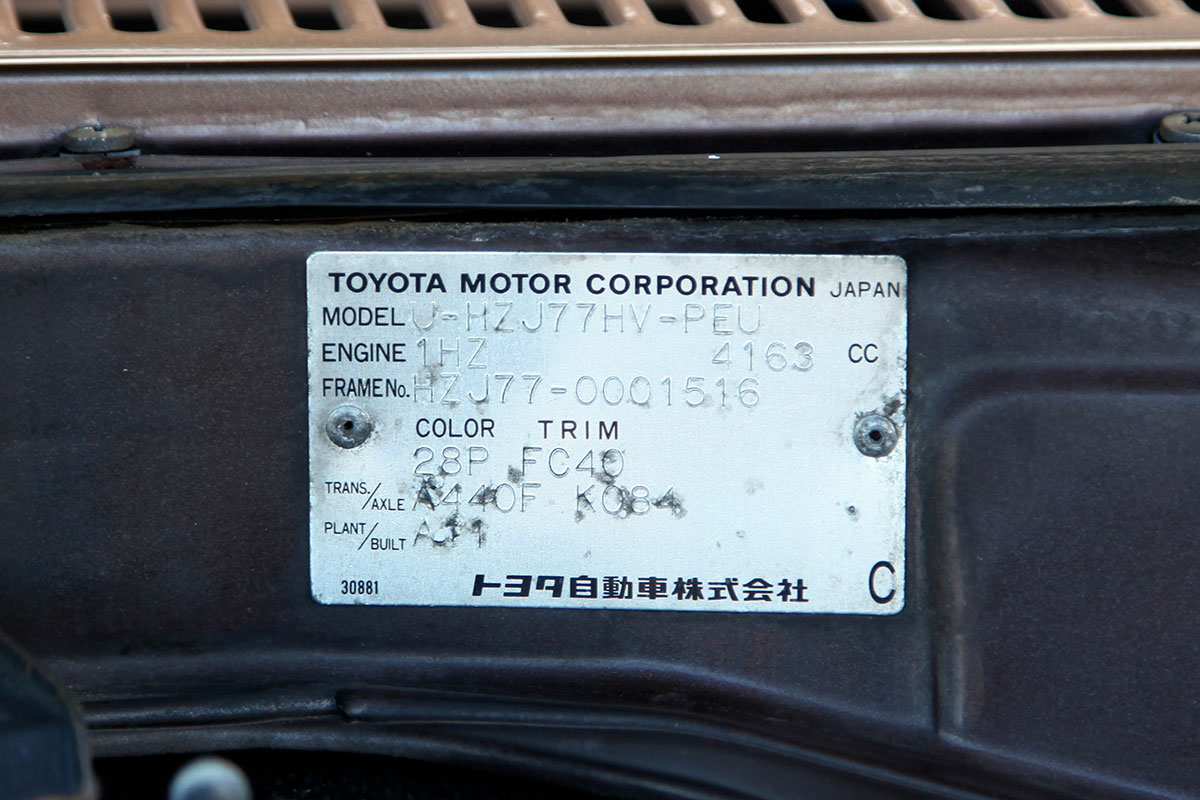 TOYOTA MOTOR CORPORATION JAPAN
MODEL U-HZJ77HV-PEU
ENGINE 1HZ 4163 CC
FRAME No. HZJ77-0001516
COLOR TRIM
28P FC40
TRANS./AXLE A440F K084
PLANT/BUILT A11
30881 トヨタ自動車株式会社 C